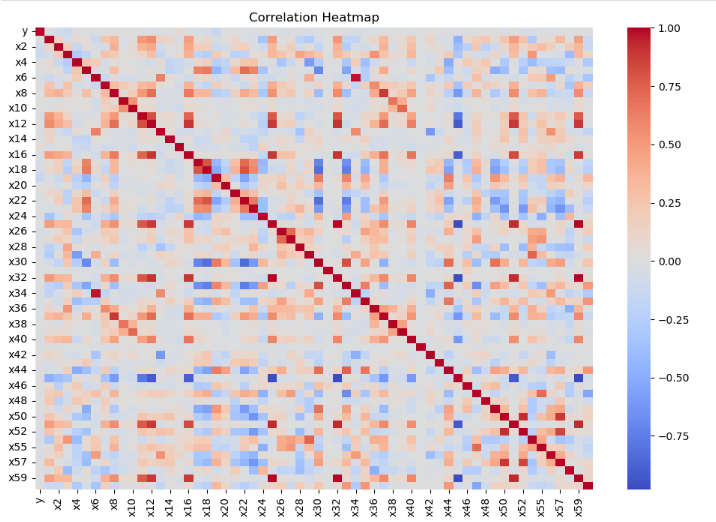 Correlation Heatmap
y
x2
x4
x6
x8
x10
x12
x14
x16
x18
x20
x22
x24
x26
x28
x30
x32
x34
x36
x38
x40
x42
x44
x46
x48
x50
x52
x55
x57
x59
y x2 x4 x6 x8 x10 x12 x14 x16 x18 x20 x22 x24 x26 x28 x30 x32 x34 x36 x38 x40 x42 x44 x46 x48 x50 x52 x55 x57 x59
1.00
0.75
0.50
0.25
0.00
−0.25
−0.50
−0.75